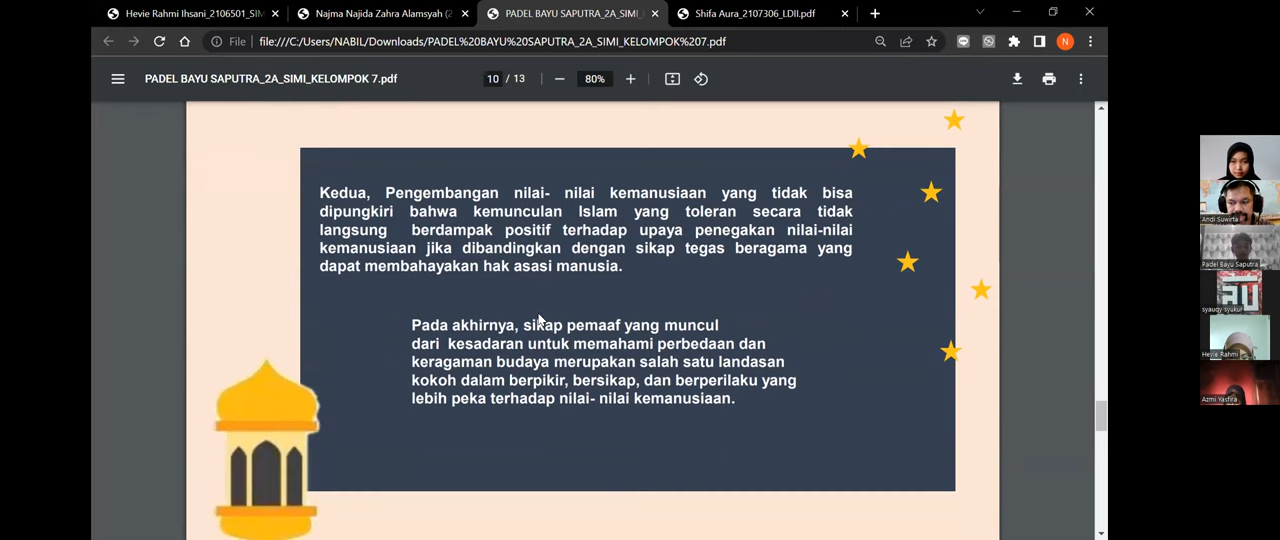 Hevie Rahmi Ihsani_2106501_SIM
Najma Najida Zahra Alamsyah (2
PADEL BAYU SAPUTRA_2A_SIMI_
Shifa Aura_2107306_LDII.pdf
File file:///C:/Users/NABIL/Downloads/PADEL%20BAYU%20SAPUTRA_2A_SIMI_KELOMPOK%207.pdf
N
PADEL BAYU SAPUTRA_2A_SIMI_KELOMPOK 7.pdf
10 / 13
80%
Kedua, Pengembangan nilai- nilai kemanusiaan yang tidak bisa
dipungkiri bahwa kemunculan Islam yang toleran secara tidak
langsung berdampak positif terhadap upaya penegakan nilai-nilai
kemanusiaan jika dibandingkan dengan sikap tegas beragama yang
dapat membahayakan hak asasi manusia.
Pada akhirnya, sikap pemaaf yang muncul
dari kesadaran untuk memahami perbedaan dan
keragaman budaya merupakan salah satu landasan
kokoh dalam berpikir, bersikap, dan berperilaku yang
lebih peka terhadap nilai- nilai kemanusiaan.
Andi Suwirta
Padel Bayu Saputra
syauqy syukur
Hevie Rahmi
Azmi Yasfira